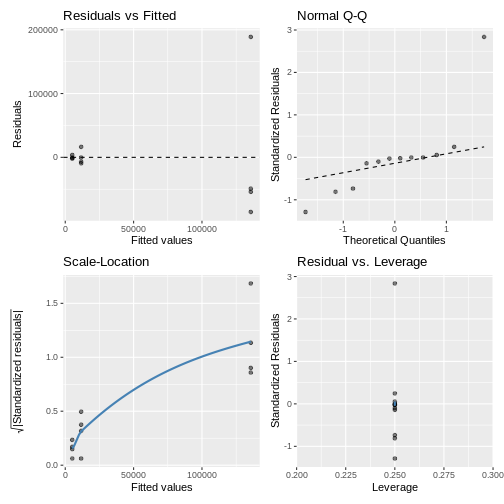 Residuals vs Fitted
Residuals
200000
100000
0
0
50000
100000
Fitted values
Normal Q-Q
Standardized Residuals
3
2
1
0
-1
-1
0
1
Theoretical Quantiles
Scale-Location
√|Standardized residuals|
1.5
1.0
0.5
0.0
0
50000
100000
Fitted values
Residual vs. Leverage
Standardized Residuals
3
2
1
0
-1
0.200
0.225
0.250
0.275
0.300
Leverage